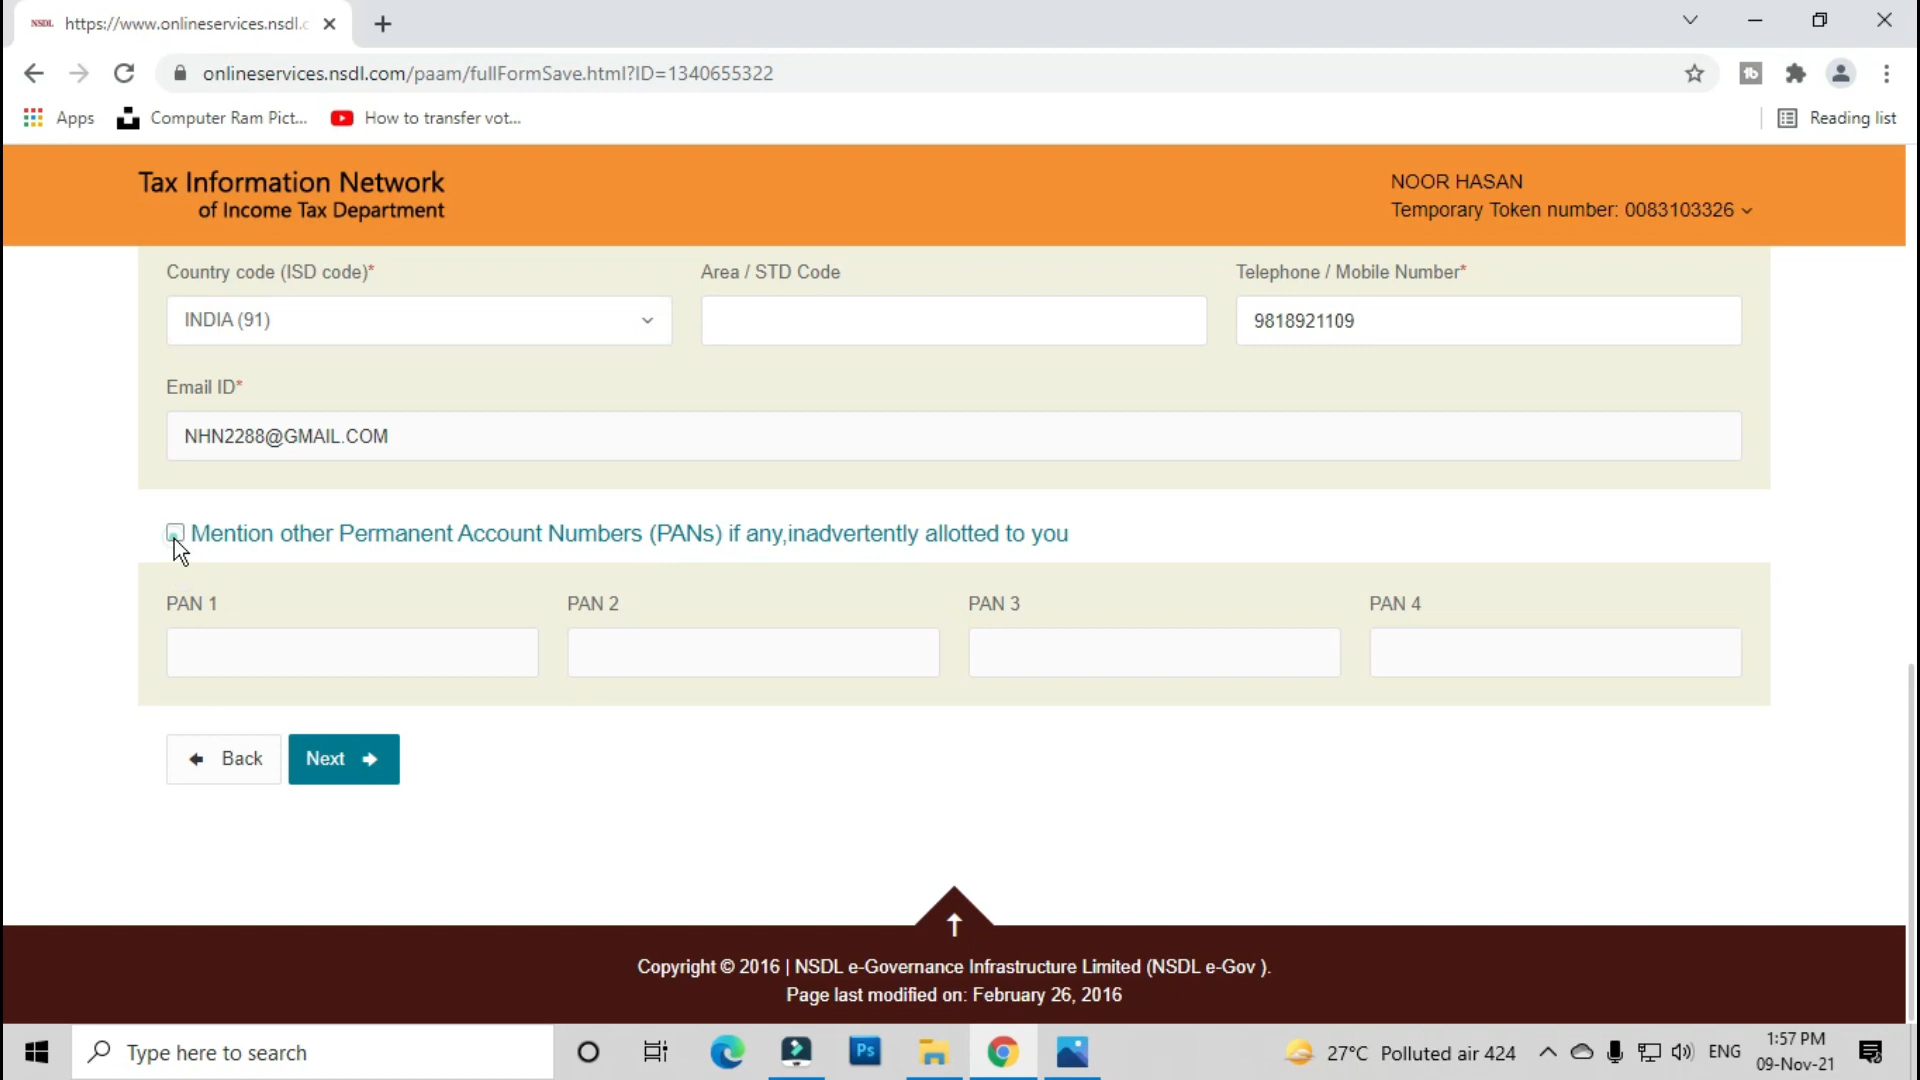 NSDL https://www.onlineservices.nsdl.c
onlineservices.nsdl.com/paam/fullFormSave.html?ID=1340655322
Apps Computer Ram Pict... How to transfer vot... Reading list
Tax Information Network
of Income Tax Department
NOOR HASAN
Temporary Token number: 0083103326
Country code (ISD code)* Area / STD Code Telephone / Mobile Number*
INDIA (91) 9818921109
Email ID*
NHN2288@GMAIL.COM
Mention other Permanent Account Numbers (PANs) if any,inadvertently allotted to you
PAN 1 PAN 2 PAN 3 PAN 4
Back Next
Copyright © 2016 | NSDL e-Governance Infrastructure Limited (NSDL e-Gov ).
Page last modified on: February 26, 2016
Type here to search
Ps
27°C Polluted air 424
ENG
1:57 PM
09-Nov-21